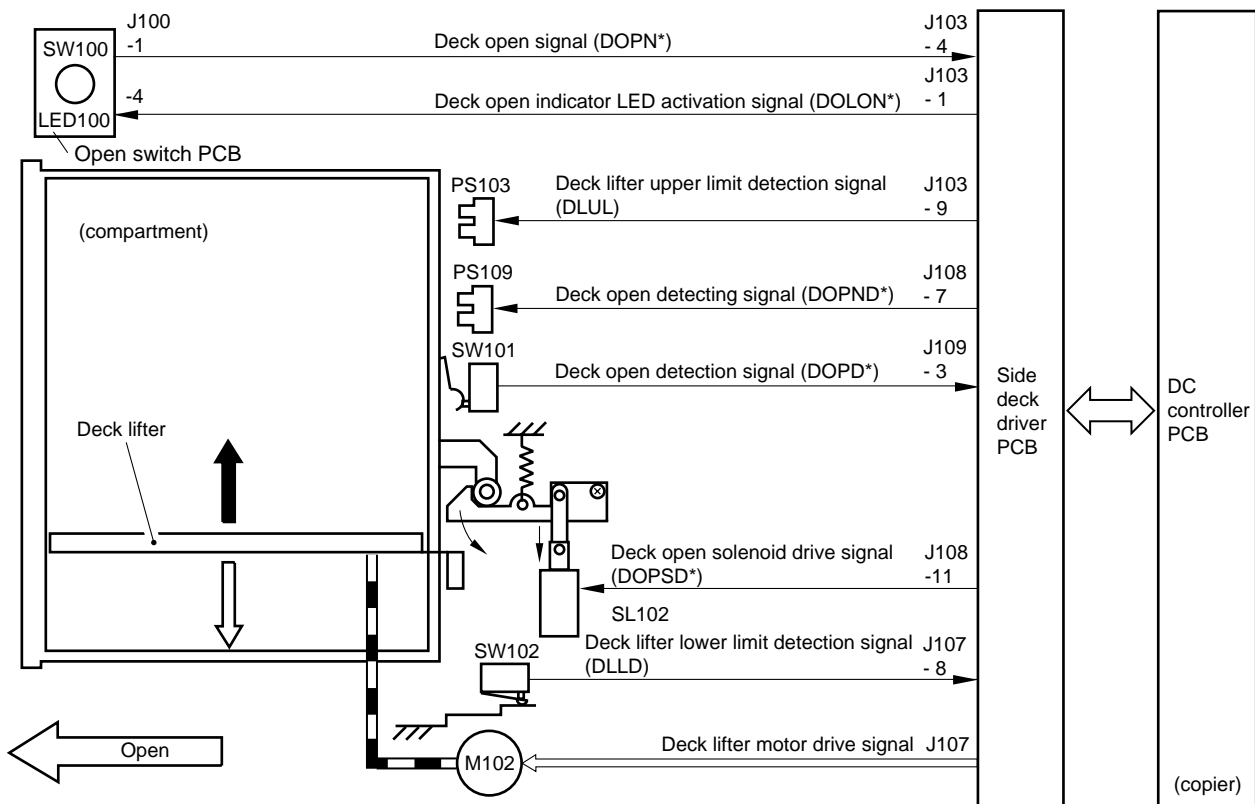 J100
J103
SW100
-1
Deck open signal (DOPN*)
- 4
J103
-4
Deck open indicator LED activation signal (DOLON*)
- 1
LED100
Open switch PCB
PS103
Deck lifter upper limit detection signal
(DLUL)
J103
- 9
(compartment)
PS109
Deck open detecting signal (DOPND*)
J108
- 7
SW101
Deck open detection signal (DOPD*)
J109
- 3
Side
deck
driver
PCB
DC
controller
PCB
Deck lifter
Deck open solenoid drive signal
(DOPSD*)
J108
-11
SL102
SW102
Deck lifter lower limit detection signal
(DLLD)
J107
- 8
Open
M102
Deck lifter motor drive signal
J107
(copier)